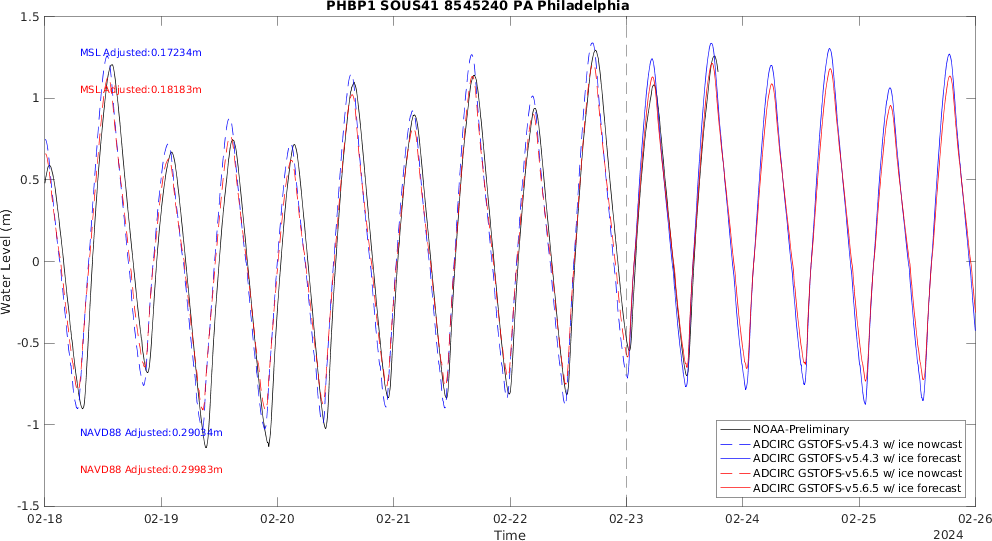 PHBP1 SOUS41 8545240 PA Philadelphia
1.5
1
0.5
0
-0.5
-1
-1.5
Water Level (m)
MSL Adjusted:0.17234m
MSL Adjusted:0.18183m
NAVD88 Adjusted:0.29034m
NAVD88 Adjusted:0.29983m
NOAA-Preliminary
ADCIRC GSTOFS-v5.4.3 w/ ice nowcast
ADCIRC GSTOFS-v5.4.3 w/ ice forecast
ADCIRC GSTOFS-v5.6.5 w/ ice nowcast
ADCIRC GSTOFS-v5.6.5 w/ ice forecast
02-18 02-19 02-20 02-21 02-22 02-23 02-24 02-25 02-26
Time
2024